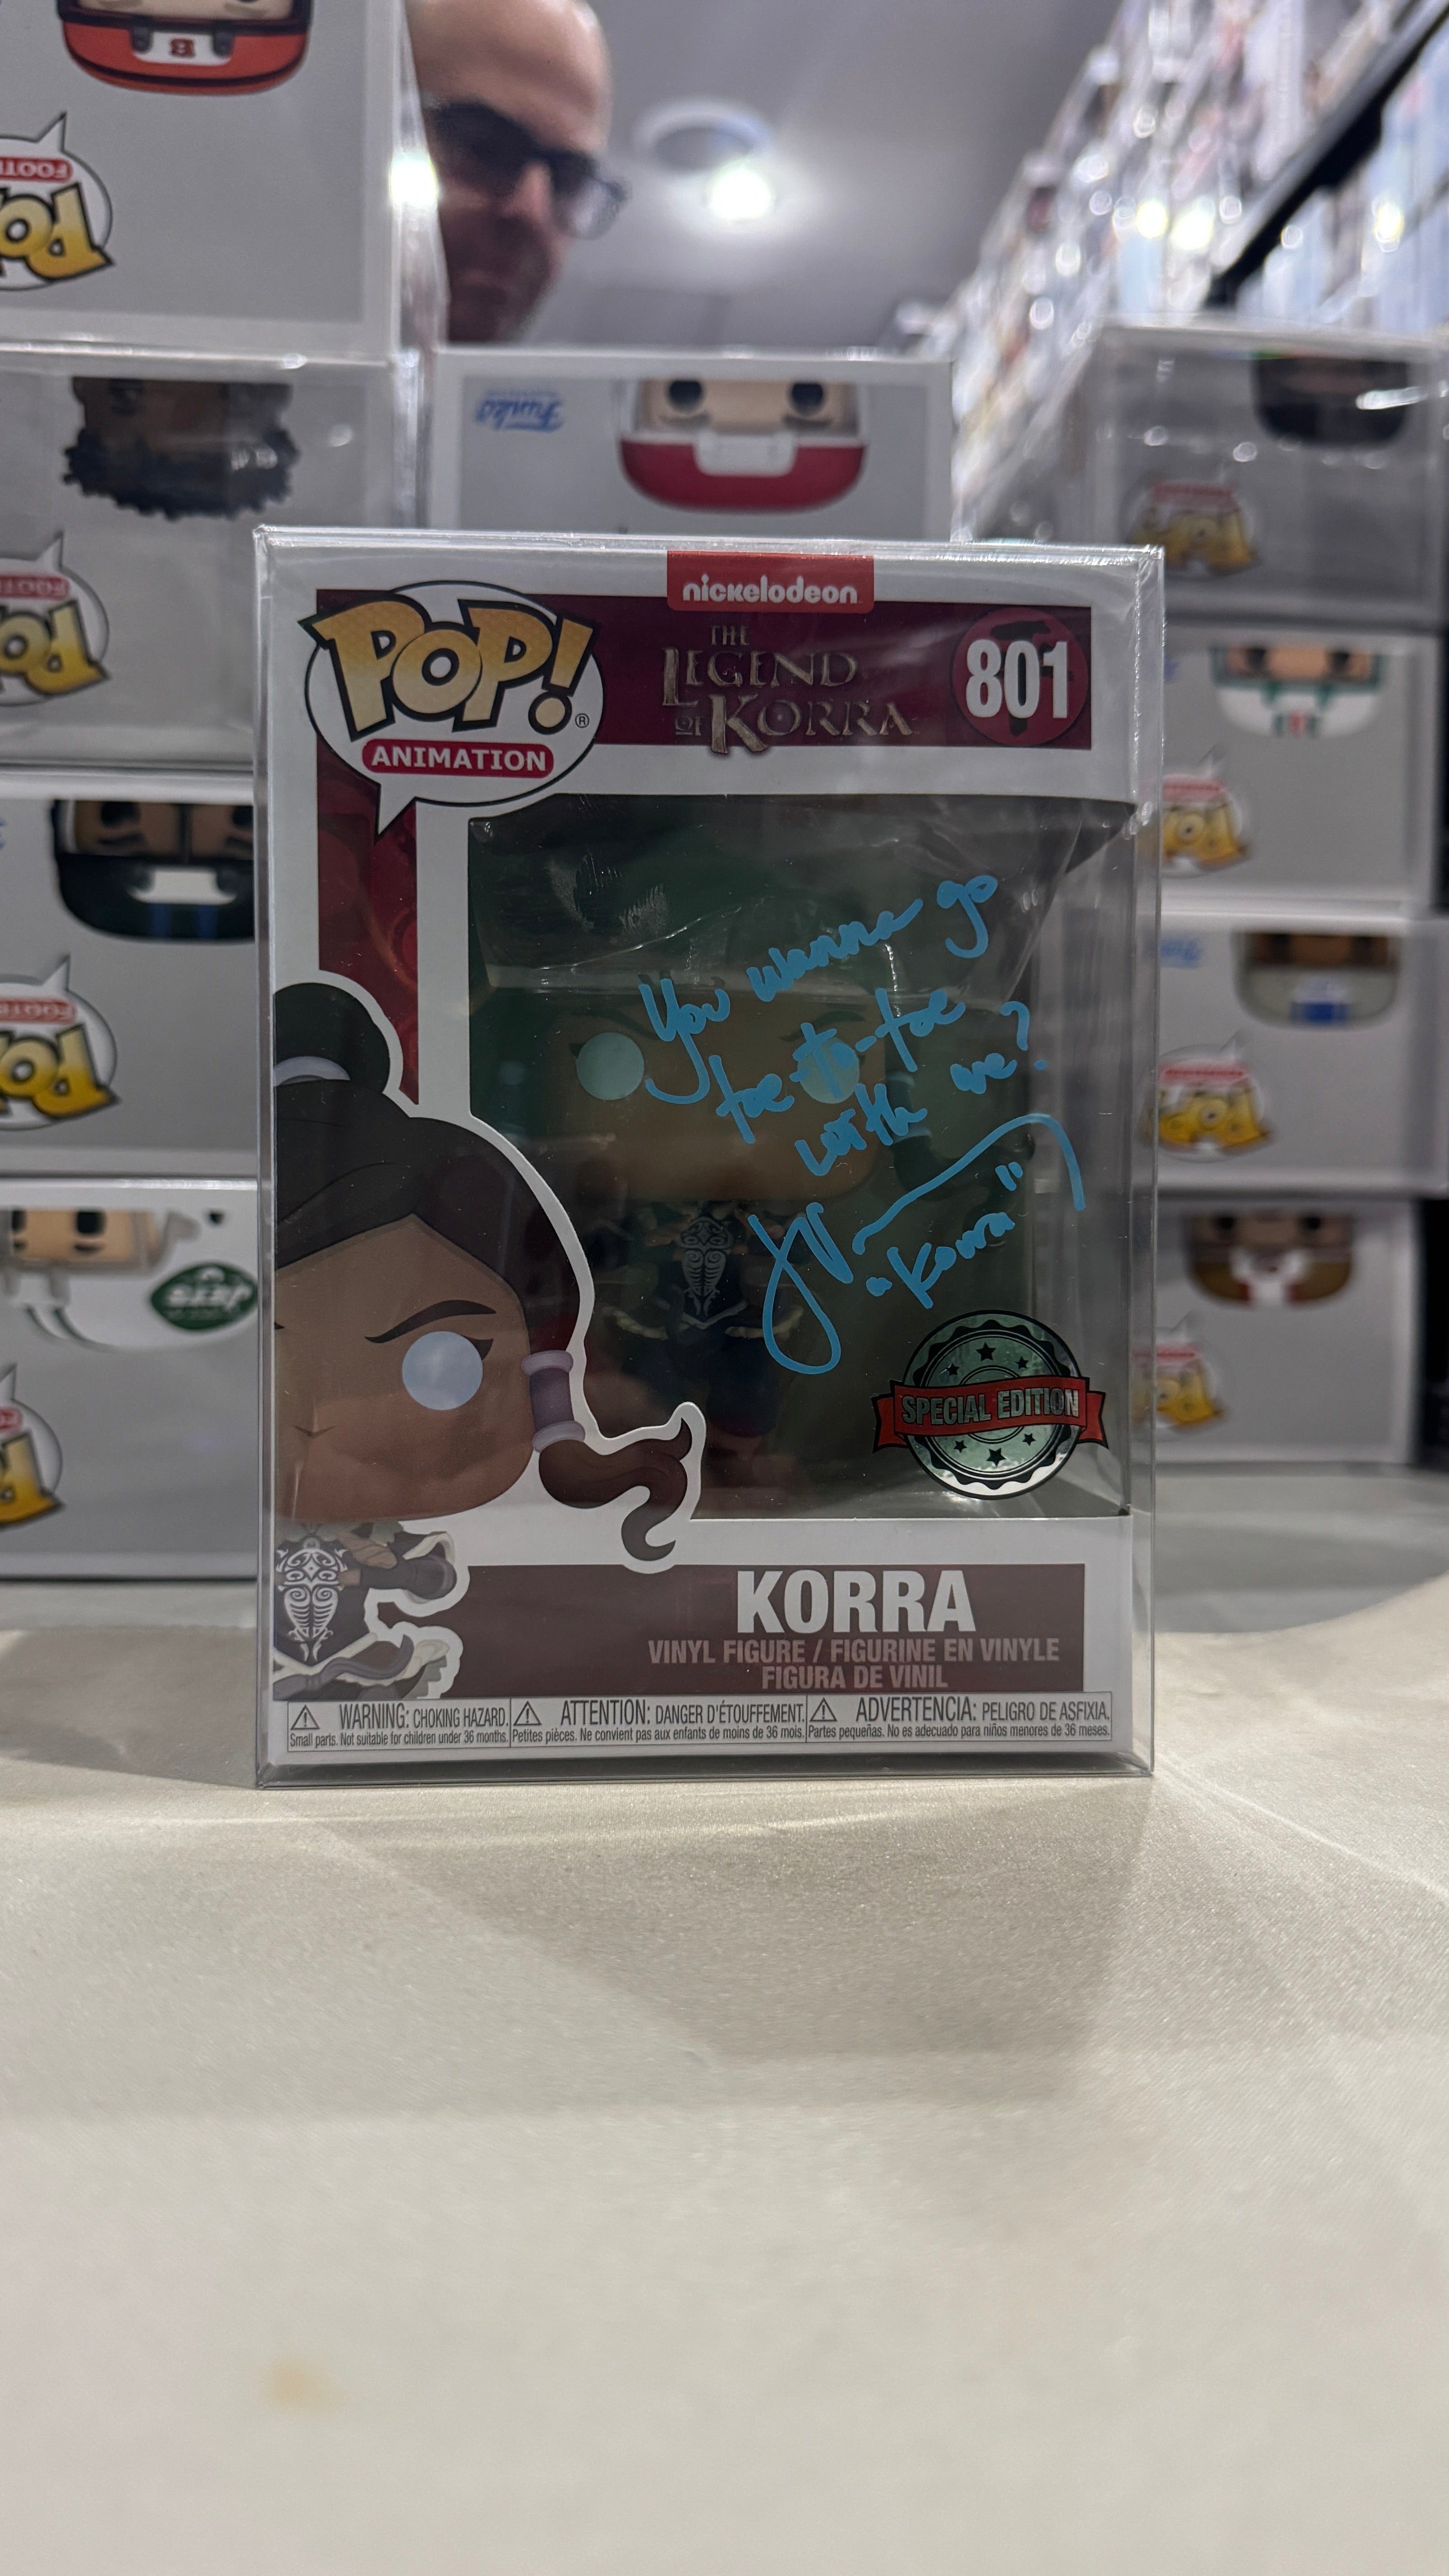 nickelodeon
POP!®
ANIMATION
THE
LEGEND
OF KORRA
801
You wanna go
toe-to-toe
with me?
"Korra"
SPECIAL EDITION
KORRA
VINYL FIGURE / FIGURINE EN VINYLE
FIGURA DE VINIL
WARNING: CHOKING HAZARD.
Small parts. Not suitable for children under 36 months.
ATTENTION: DANGER D'ÉTOUFFEMENT.
Petites pièces. Ne convient pas aux enfants de moins de 36 mois.
ADVERTENCIA: PELIGRO DE ASFIXIA.
Partes pequeñas. No es adecuado para niños menores de 36 meses.
Funko